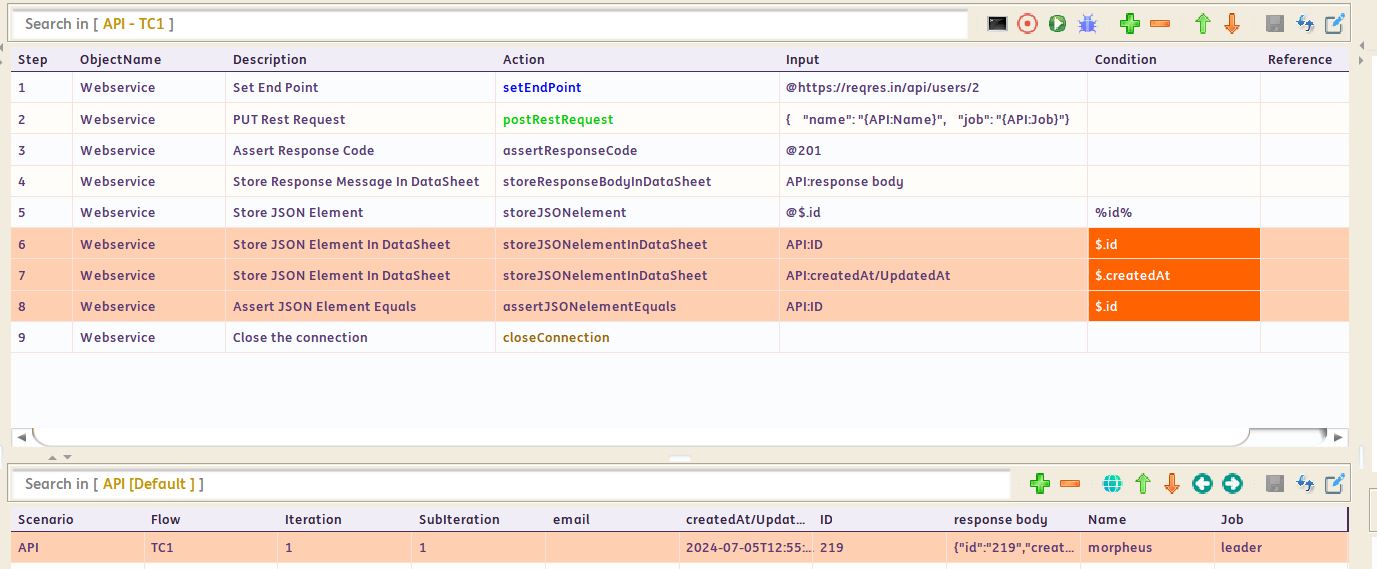 Search in [ API - TC1 ]
Step ObjectName Description Action Input Condition Reference
1 Webservice Set End Point setEndPoint @https://reqres.in/api/users/2
2 Webservice PUT Rest Request postRestRequest { "name": "{API:Name}", "job": "{API:Job}"}
3 Webservice Assert Response Code assertResponseCode @201
4 Webservice Store Response Message In DataSheet storeResponseBodyInDataSheet API:response body
5 Webservice Store JSON Element storeJSONelement @$.id %id%
6 Webservice Store JSON Element In DataSheet storeJSONelementInDataSheet API:ID $.id
7 Webservice Store JSON Element In DataSheet storeJSONelementInDataSheet API:createdAt/UpdatedAt $.createdAt
8 Webservice Assert JSON Element Equals assertJSONelementEquals API:ID $.id
9 Webservice Close the connection closeConnection
Search in [ API [Default ] ]
Scenario Flow Iteration SubIteration email createdAt/Updat... ID response body Name Job
API TC1 1 1 2024-07-05T12:55:... 219 {"id":"219","creat... morpheus leader